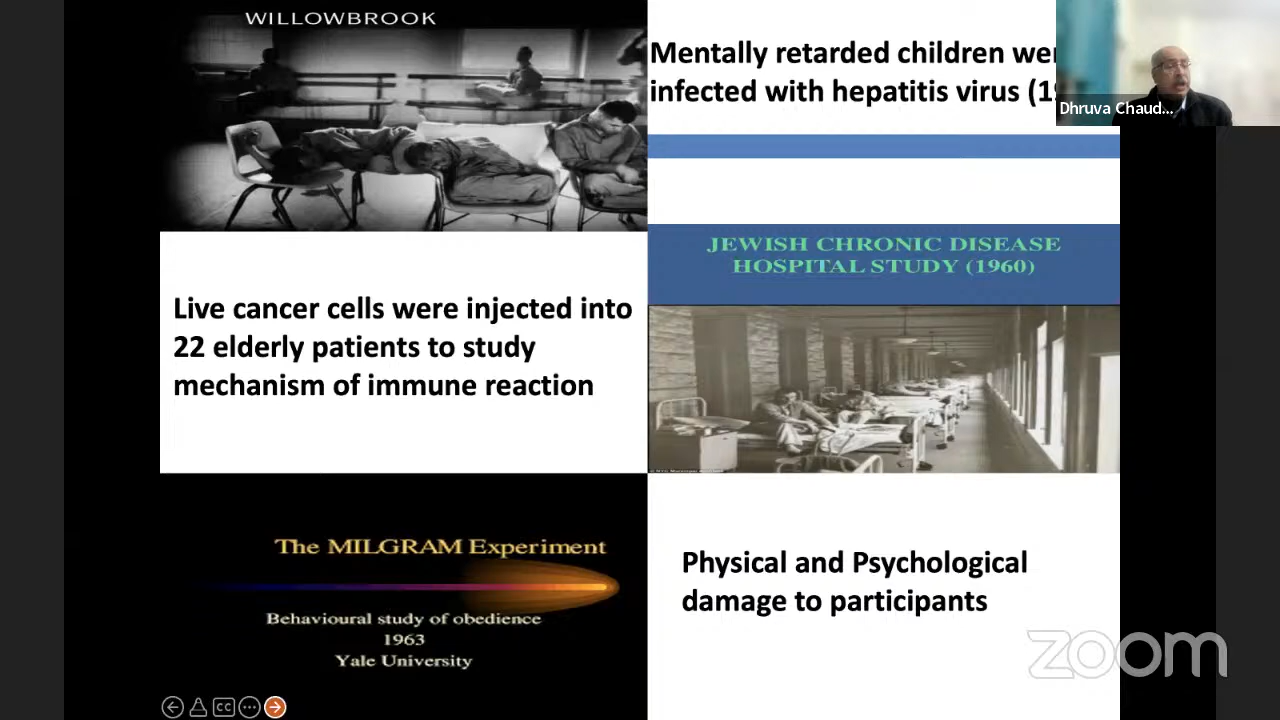 WILLOWBROOK
Mentally retarded children
infected with hepatitis virus
Dhruva Chaud...
JEWISH CHRONIC DISEASE
HOSPITAL STUDY (1960)
Live cancer cells were injected into
22 elderly patients to study
mechanism of immune reaction
The MILGRAM Experiment
Behavioural study of obedience
1963
Yale University
Physical and Psychological
damage to participants
zoom
CC